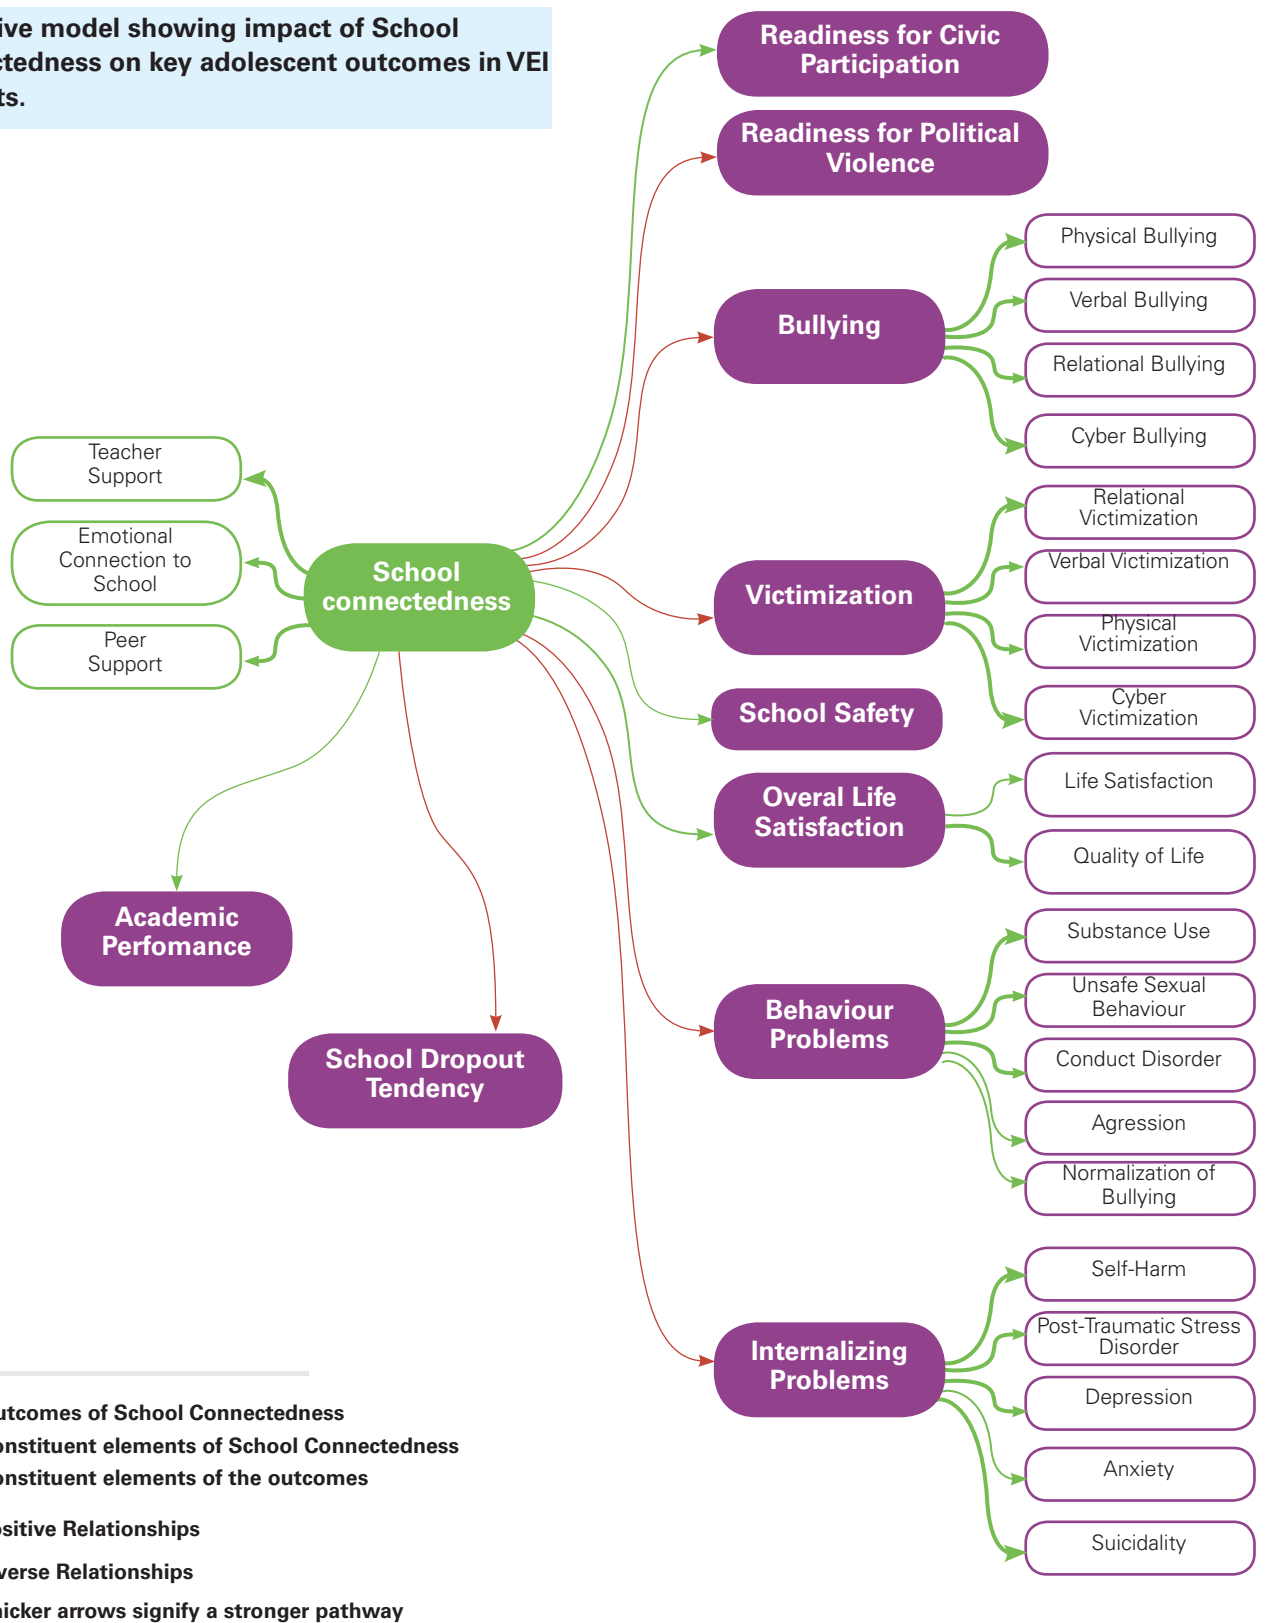 ive model showing impact of School
ctedness on key adolescent outcomes in VEI
ts.
Readiness for Civic
Participation
Readiness for Political
Violence
Bullying
Physical Bullying
Verbal Bullying
Relational Bullying
Cyber Bullying
Teacher
Support
Emotional
Connection to
School
Peer
Support
School
connectedness
Victimization
Relational
Victimization
Verbal Victimization
Physical
Victimization
Cyber
Victimization
School Safety
Overal Life
Satisfaction
Life Satisfaction
Quality of Life
Academic
Perfomance
School Dropout
Tendency
Behaviour
Problems
Substance Use
Unsafe Sexual
Behaviour
Conduct Disorder
Agression
Normalization of
Bullying
Internalizing
Problems
Self-Harm
Post-Traumatic Stress
Disorder
Depression
Anxiety
Suicidality
utcomes of School Connectedness
onstituent elements of School Connectedness
onstituent elements of the outcomes
ositive Relationships
verse Relationships
hicker arrows signify a stronger pathway